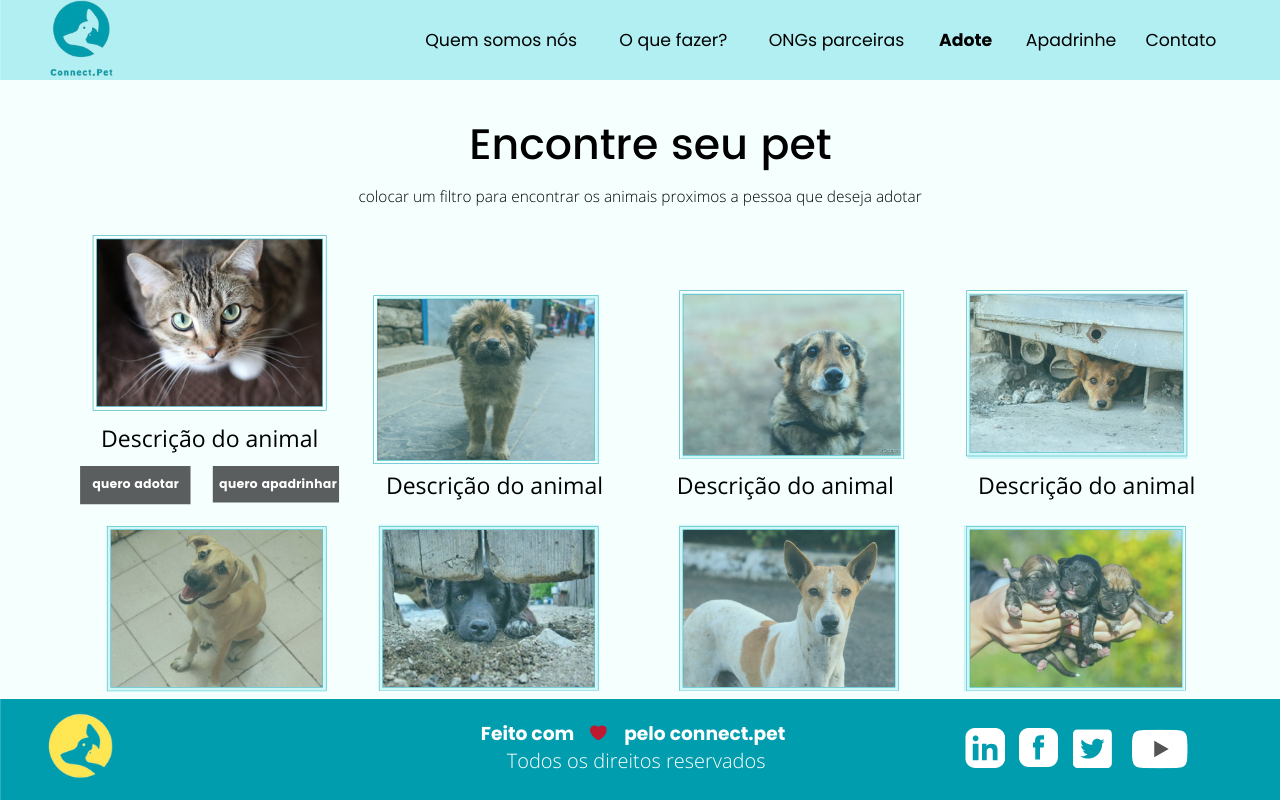 Connect.Pet
Quem somos nós
O que fazer?
ONGs parceiras
Adote
Apadrinhe
Contato
Encontre seu pet
colocar um filtro para encontrar os animais proximos a pessoa que deseja adotar
Descrição do animal
quero adotar
quero apadrinhar
Descrição do animal
Descrição do animal
Descrição do animal
Feito com pelo connect.pet
Todos os direitos reservados
in
f